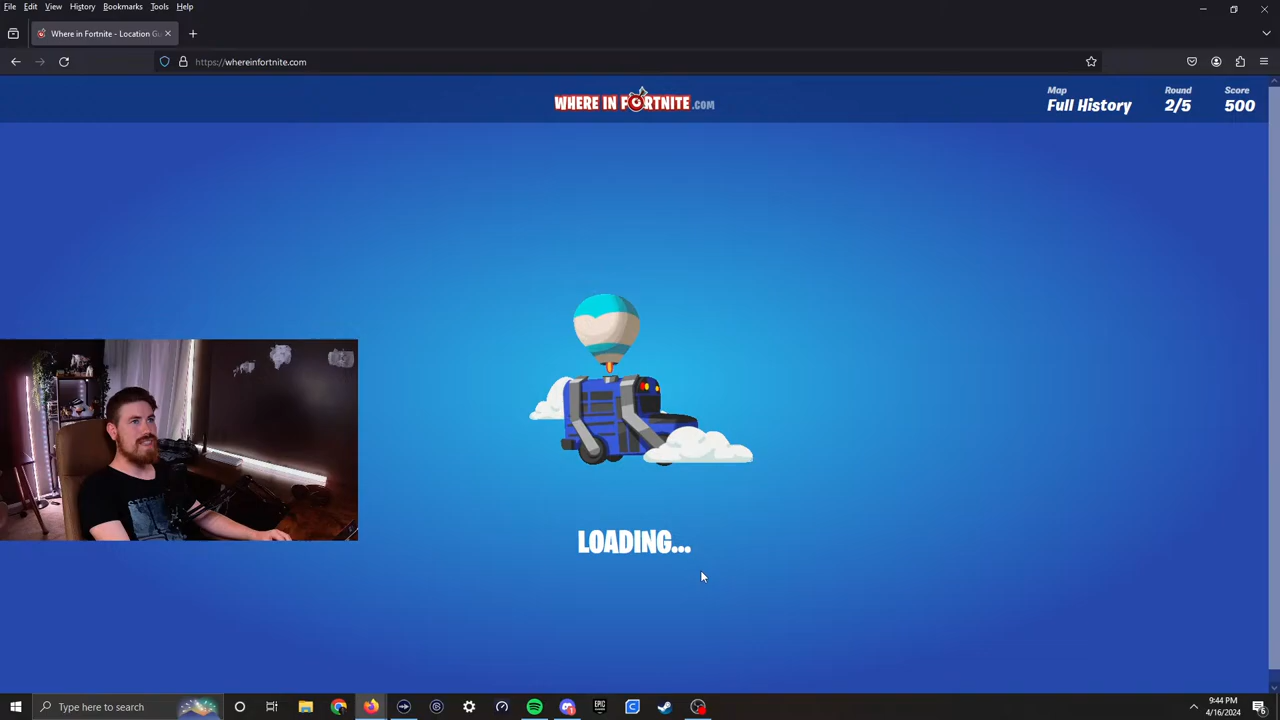 File Edit View History Bookmarks Tools Help
Where in Fortnite - Location Gu
https://whereinfortnite.com
WHERE IN FORTNITE .COM
Map
Full History
Round
2/5
Score
500
LOADING...
Type here to search
9:44 PM
4/16/2024